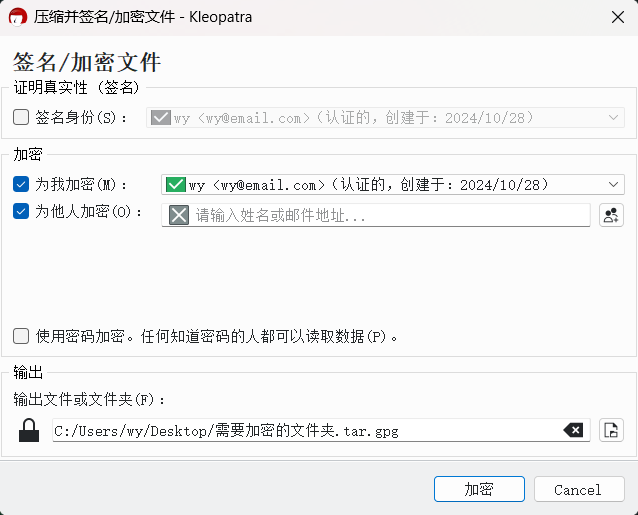 压缩并签名/加密文件 - Kleopatra
签名/加密文件
证明真实性（签名）
签名身份(S)： wy <wy@email.com>（认证的，创建于：2024/10/28）
加密
为我加密(M)： wy <wy@email.com>（认证的，创建于：2024/10/28）
为他人加密(O)： 请输入姓名或邮件地址...
使用密码加密。任何知道密码的人都可以读取数据(P)。
输出
输出文件或文件夹(F)：
C:/Users/wy/Desktop/需要加密的文件夹.tar.gpg
加密 Cancel